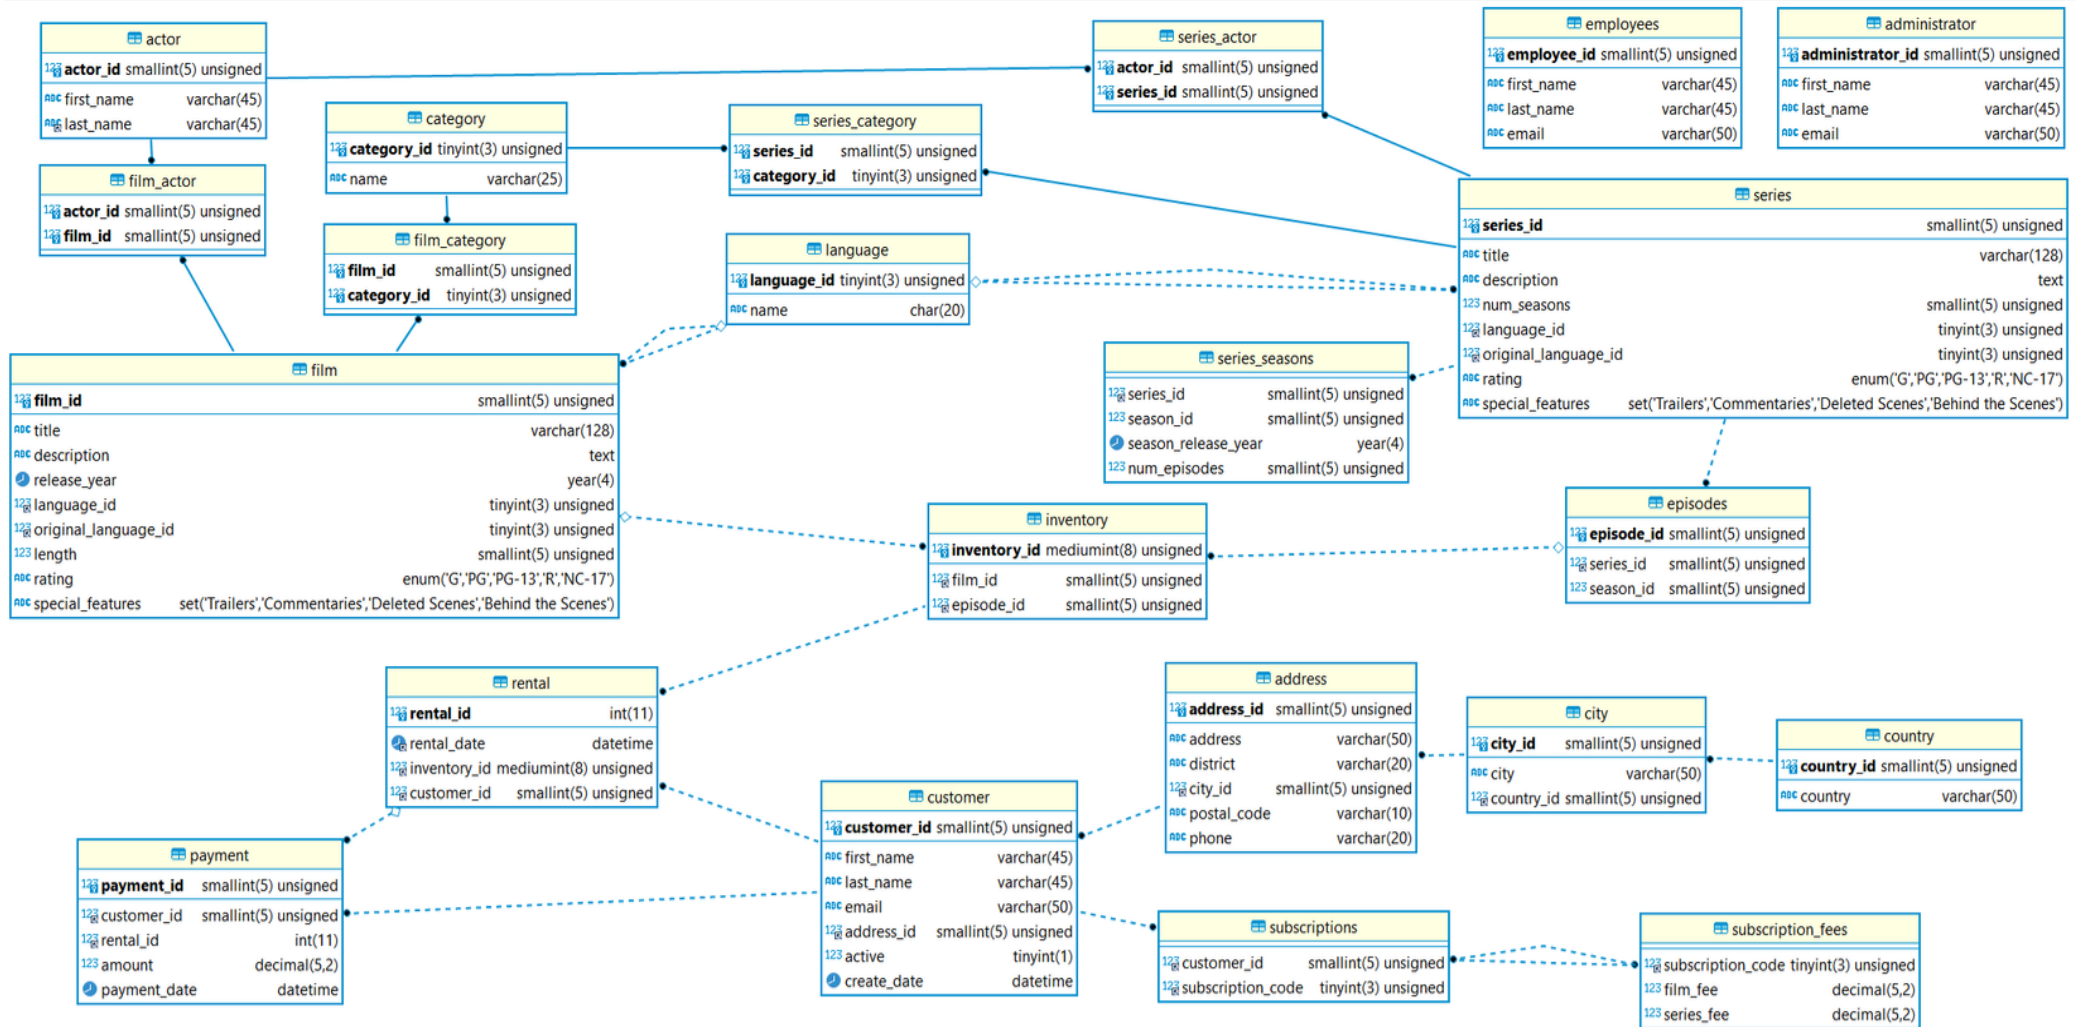 actor
actor_id smallint(5) unsigned
first_name varchar(45)
last_name varchar(45)
series_actor
actor_id smallint(5) unsigned
series_id smallint(5) unsigned
employees
employee_id smallint(5) unsigned
first_name varchar(45)
last_name varchar(45)
email varchar(50)
administrator
administrator_id smallint(5) unsigned
first_name varchar(45)
last_name varchar(45)
email varchar(50)
category
category_id tinyint(3) unsigned
name varchar(25)
series_category
series_id smallint(5) unsigned
category_id tinyint(3) unsigned
film_actor
actor_id smallint(5) unsigned
film_id smallint(5) unsigned
film_category
film_id smallint(5) unsigned
category_id tinyint(3) unsigned
language
language_id tinyint(3) unsigned
name char(20)
series
series_id smallint(5) unsigned
title varchar(128)
description text
num_seasons smallint(5) unsigned
language_id tinyint(3) unsigned
original_language_id tinyint(3) unsigned
rating enum('G','PG','PG-13','R','NC-17')
special_features set('Trailers','Commentaries','Deleted Scenes','Behind the Scenes')
series_seasons
series_id smallint(5) unsigned
season_id smallint(5) unsigned
season_release_year year(4)
num_episodes smallint(5) unsigned
film
film_id smallint(5) unsigned
title varchar(128)
description text
release_year year(4)
language_id tinyint(3) unsigned
original_language_id tinyint(3) unsigned
length smallint(5) unsigned
rating enum('G','PG','PG-13','R','NC-17')
special_features set('Trailers','Commentaries','Deleted Scenes','Behind the Scenes')
inventory
inventory_id mediumint(8) unsigned
film_id smallint(5) unsigned
episode_id smallint(5) unsigned
episodes
episode_id smallint(5) unsigned
series_id smallint(5) unsigned
season_id smallint(5) unsigned
rental
rental_id int(11)
rental_date datetime
inventory_id mediumint(8) unsigned
customer_id smallint(5) unsigned
address
address_id smallint(5) unsigned
address varchar(50)
district varchar(20)
city_id smallint(5) unsigned
postal_code varchar(10)
phone varchar(20)
city
city_id smallint(5) unsigned
city varchar(50)
country_id smallint(5) unsigned
country
country_id smallint(5) unsigned
country varchar(50)
payment
payment_id smallint(5) unsigned
customer_id smallint(5) unsigned
rental_id int(11)
amount decimal(5,2)
payment_date datetime
customer
customer_id smallint(5) unsigned
first_name varchar(45)
last_name varchar(45)
email varchar(50)
address_id smallint(5) unsigned
active tinyint(1)
create_date datetime
subscriptions
customer_id smallint(5) unsigned
subscription_code tinyint(3) unsigned
subscription_fees
subscription_code tinyint(3) unsigned
film_fee decimal(5,2)
series_fee decimal(5,2)